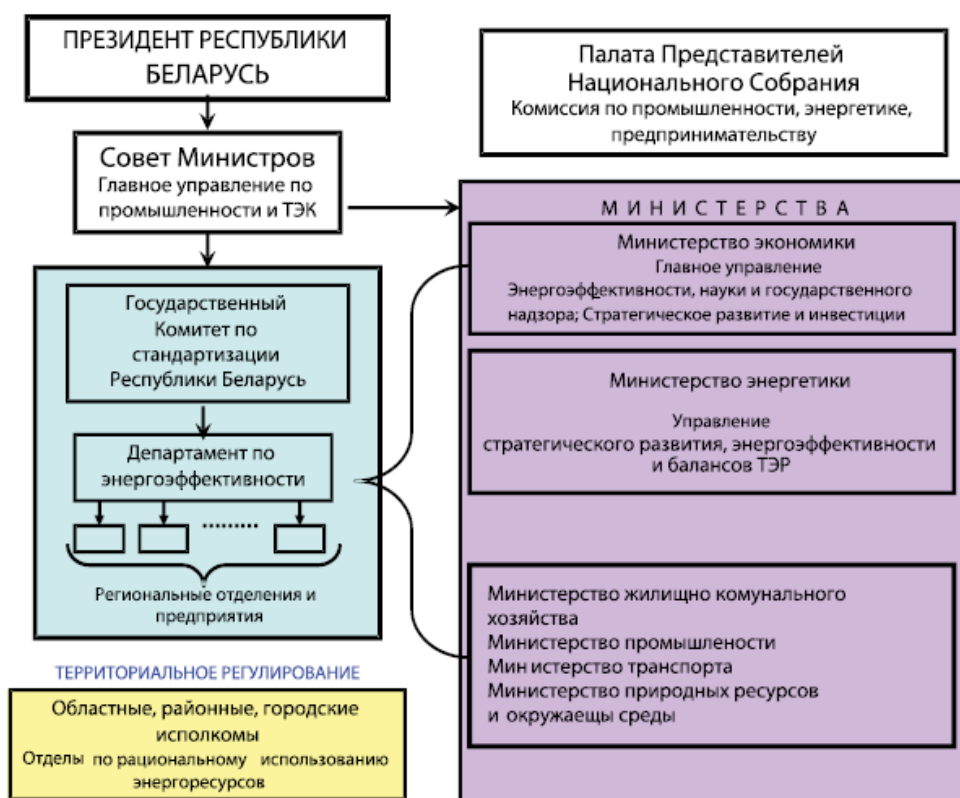 ПРЕЗИДЕНТ РЕСПУБЛИКИ
БЕЛАРУСЬ
Палата Представителей
Национального Собрания
Комиссия по промышленности, энергетике,
предпринимательству
Совет Министров
Главное управление по
промышленности и ТЭК
МИНИСТЕРСТВА
Министерство экономики
Главное управление
Энергоэффективности, науки и государственного
надзора; Стратегическое развитие и инвестиции
Государственный
Комитет по
стандартизации
Республики Беларусь
Министерство энергетики
Управление
стратегического развития, энергоэффективности
и балансов ТЭР
Департамент по
энергоэффективности
.........
Региональные отделения и
предприятия
Министерство жилищно комунального
хозяйства
Министерство промышлености
Мин истерство транспорта
Министерство природных ресурсов
и окружаещы среды
ТЕРРИТОРИАЛЬНОЕ РЕГУЛИРОВАНИЕ
Областные, районные, городские
исполкомы
Отделы по рациональному использованию
энергоресурсов